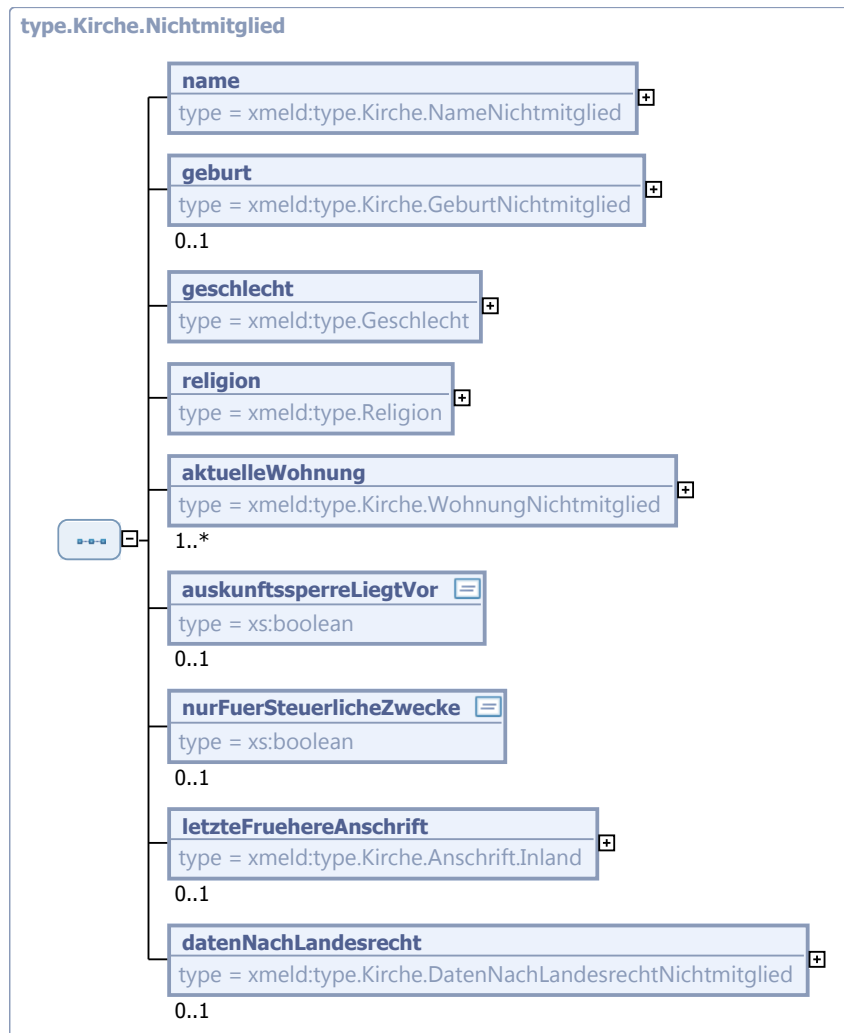 type.Kirche.Nichtmitglied
name
type = xmeld:type.Kirche.NameNichtmitglied
geburt
type = xmeld:type.Kirche.GeburtNichtmitglied
0..1
geschlecht
type = xmeld:type.Geschlecht
religion
type = xmeld:type.Religion
aktuelleWohnung
type = xmeld:type.Kirche.WohnungNichtmitglied
1..*
auskunftssperreLiegtVor
type = xs:boolean
0..1
nurFuerSteuerlicheZwecke
type = xs:boolean
0..1
letzteFruehereAnschrift
type = xmeld:type.Kirche.Anschrift.Inland
0..1
datenNachLandesrecht
type = xmeld:type.Kirche.DatenNachLandesrechtNichtmitglied
0..1